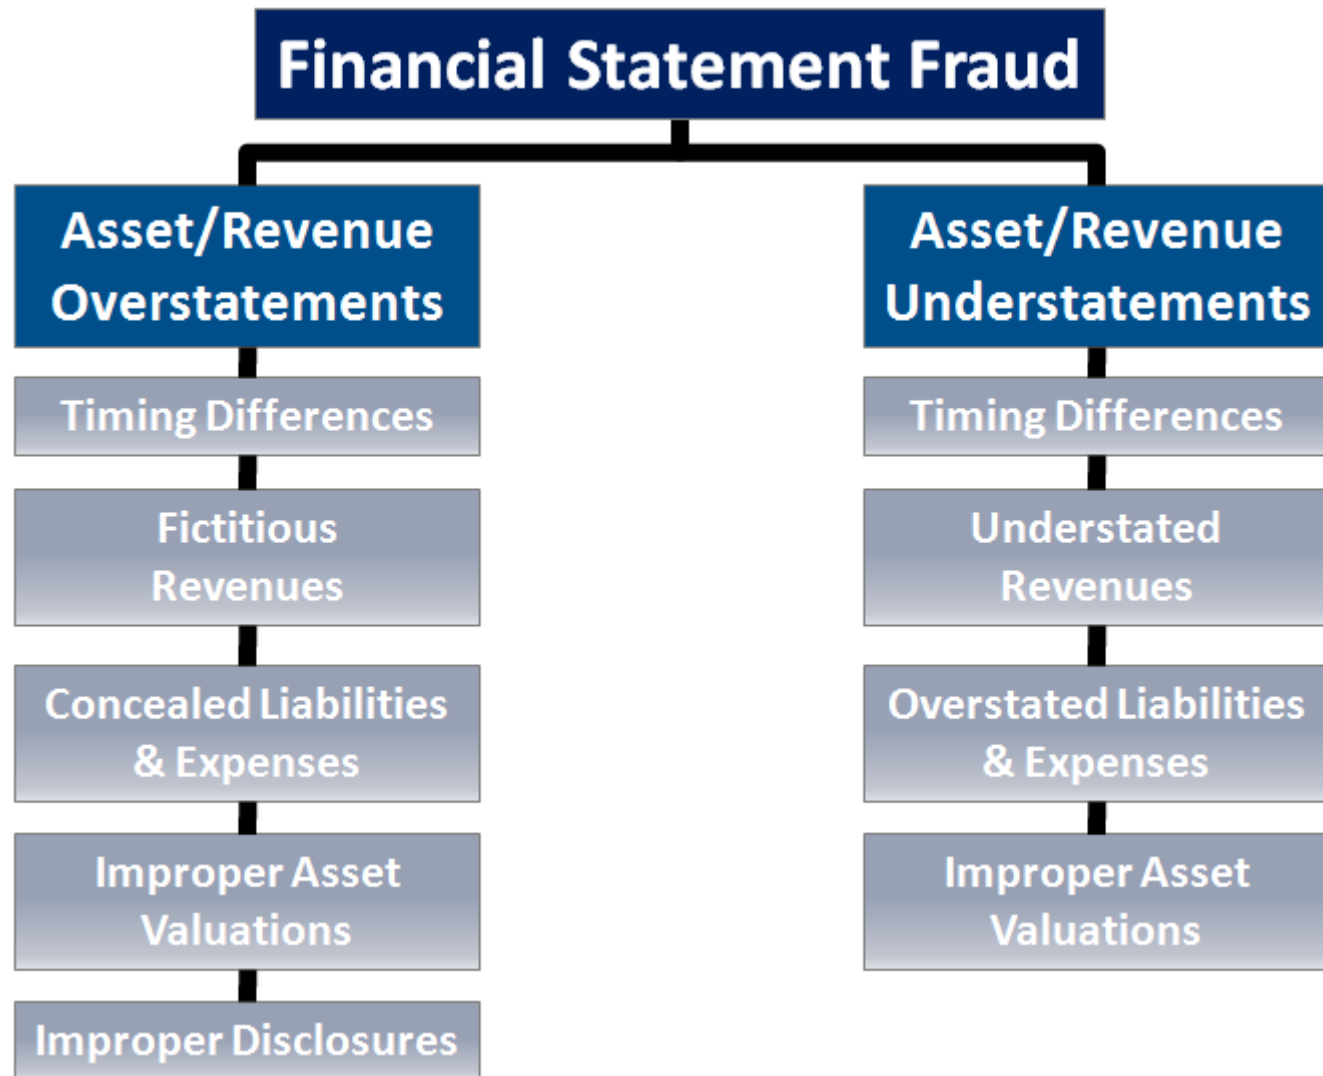 Financial Statement Fraud
Asset/Revenue
Overstatements
Timing Differences
Fictitious
Revenues
Concealed Liabilities
& Expenses
Improper Asset
Valuations
Improper Disclosures
Asset/Revenue
Understatements
Timing Differences
Understated
Revenues
Overstated Liabilities
& Expenses
Improper Asset
Valuations